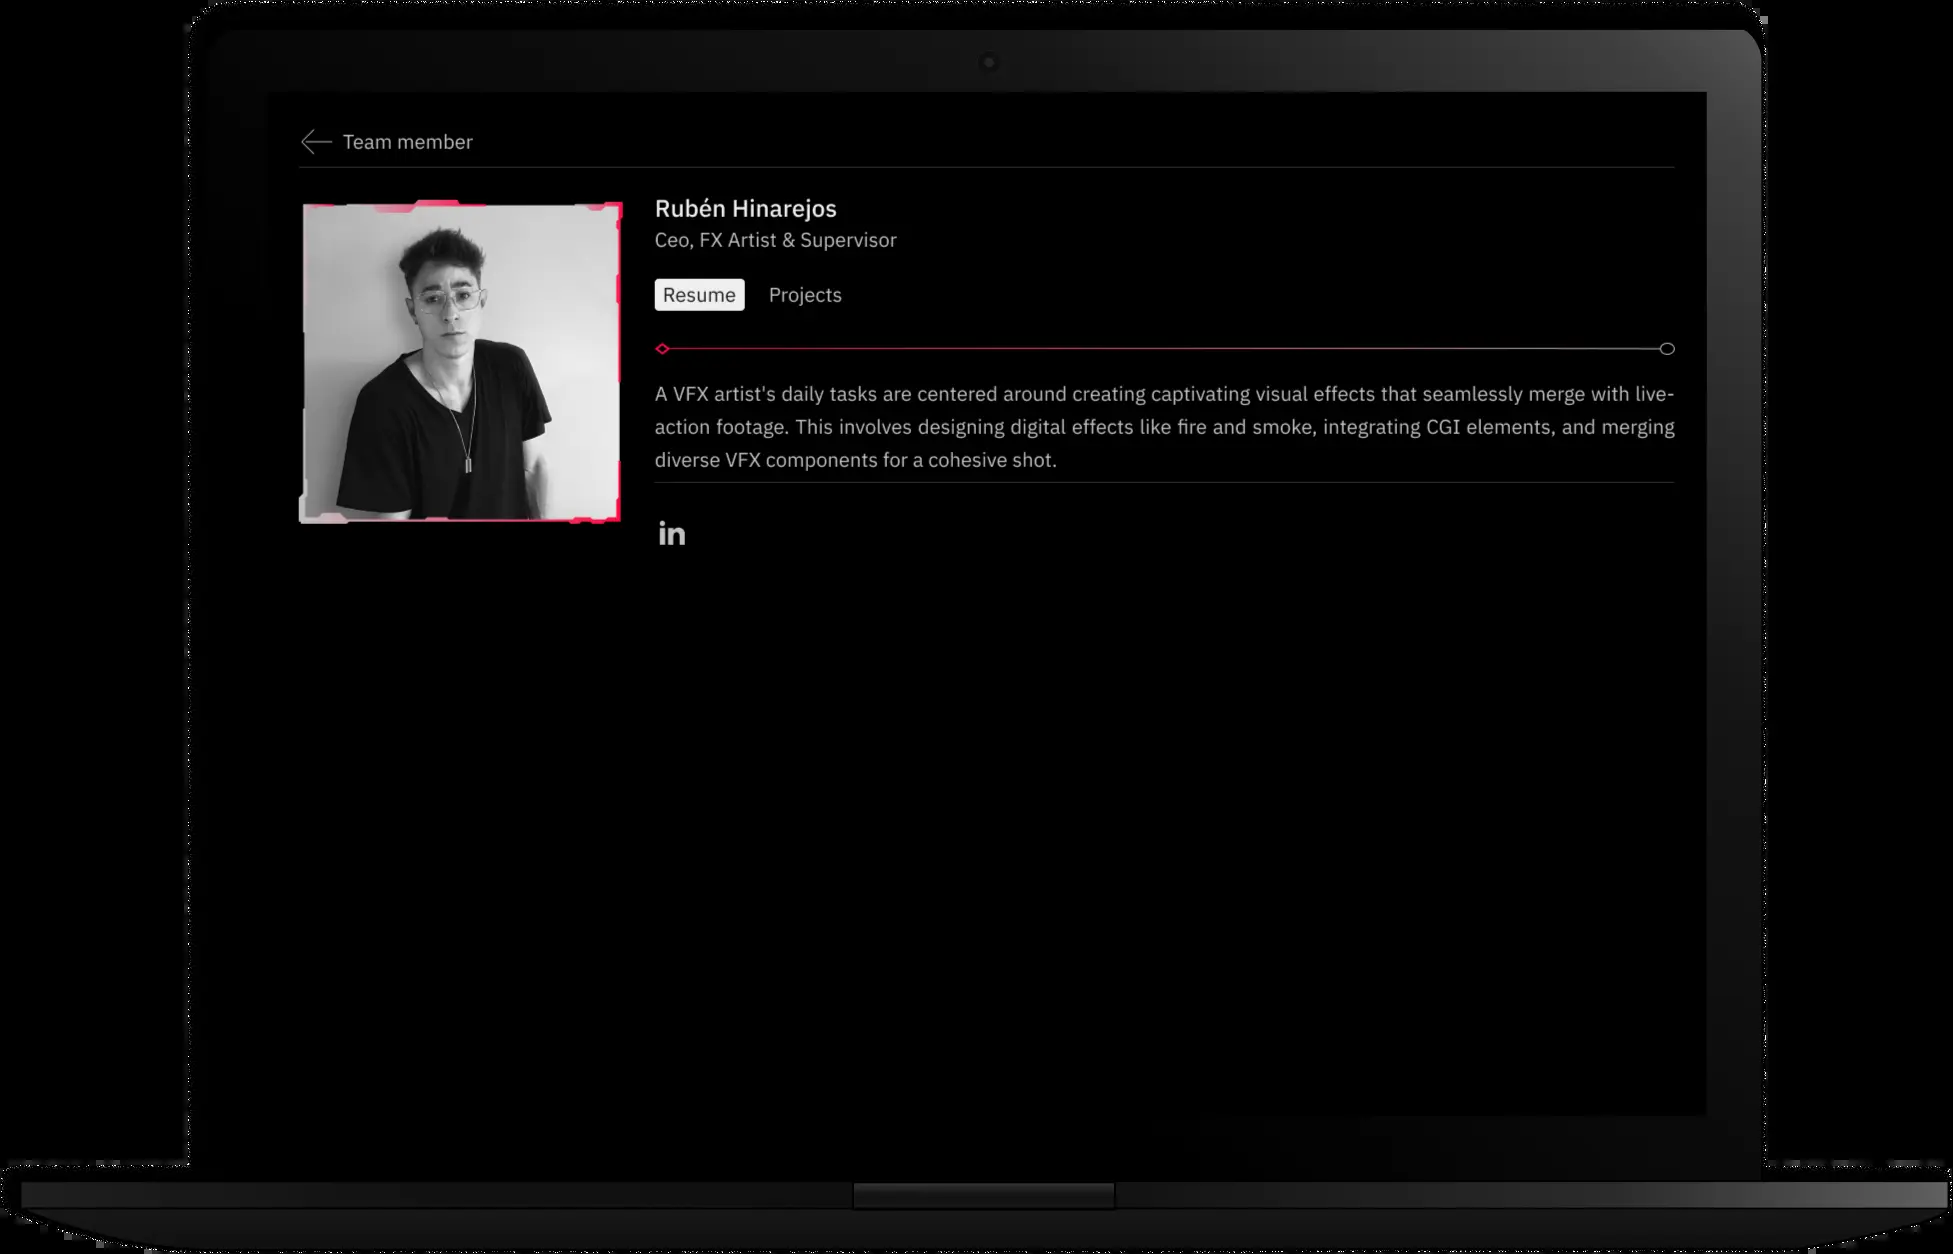 Team member
Rubén Hinarejos
Ceo, FX Artist & Supervisor
Resume Projects
A VFX artist's daily tasks are centered around creating captivating visual effects that seamlessly merge with live-
action footage. This involves designing digital effects like fire and smoke, integrating CGI elements, and merging
diverse VFX components for a cohesive shot.
in